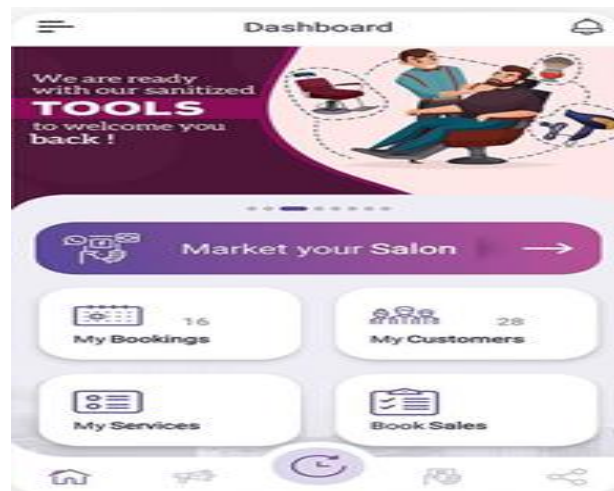 Dashboard
We are ready
with our sanitized
TOOLS
to welcome you
back !
Market your Salon
16
My Bookings
28
My Customers
My Services
Book Sales